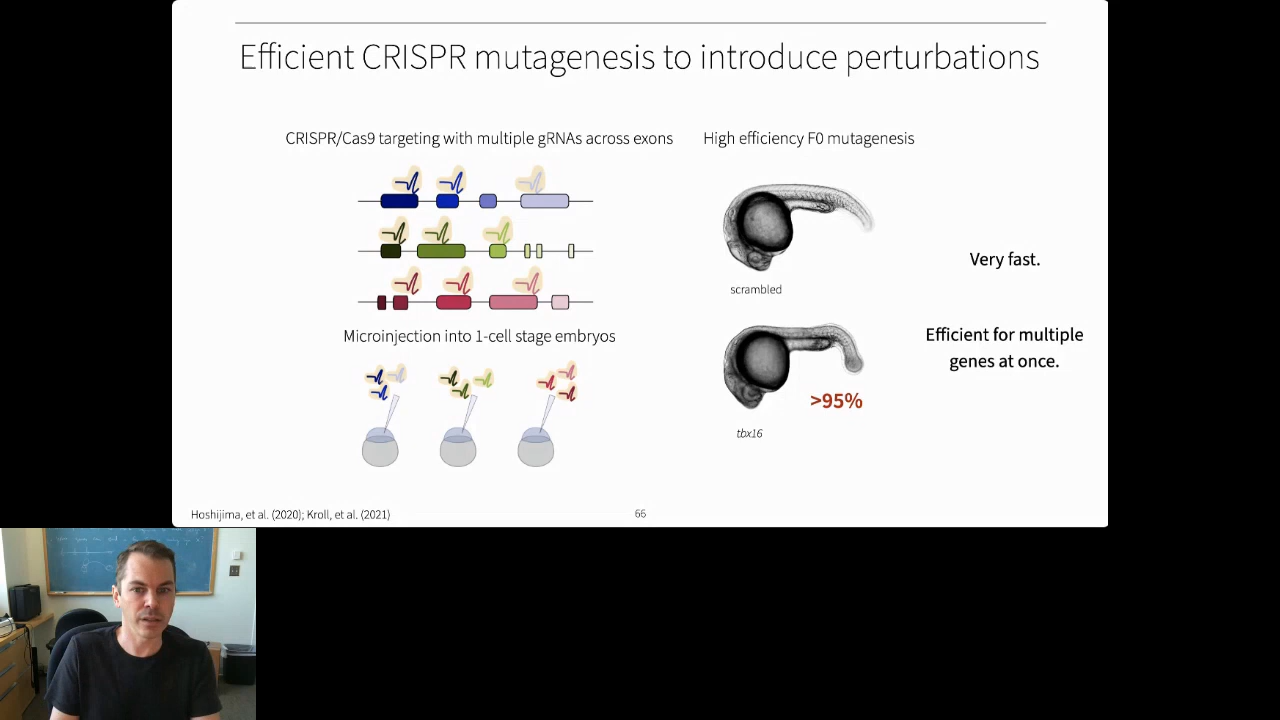 Efficient CRISPR mutagenesis to introduce perturbations
CRISPR/Cas9 targeting with multiple gRNAs across exons
High efficiency F0 mutagenesis
scrambled
Very fast.
Microinjection into 1-cell stage embryos
Efficient for multiple
genes at once.
>95%
tbx16
Hoshijima, et al. (2020); Kroll, et al. (2021)
66